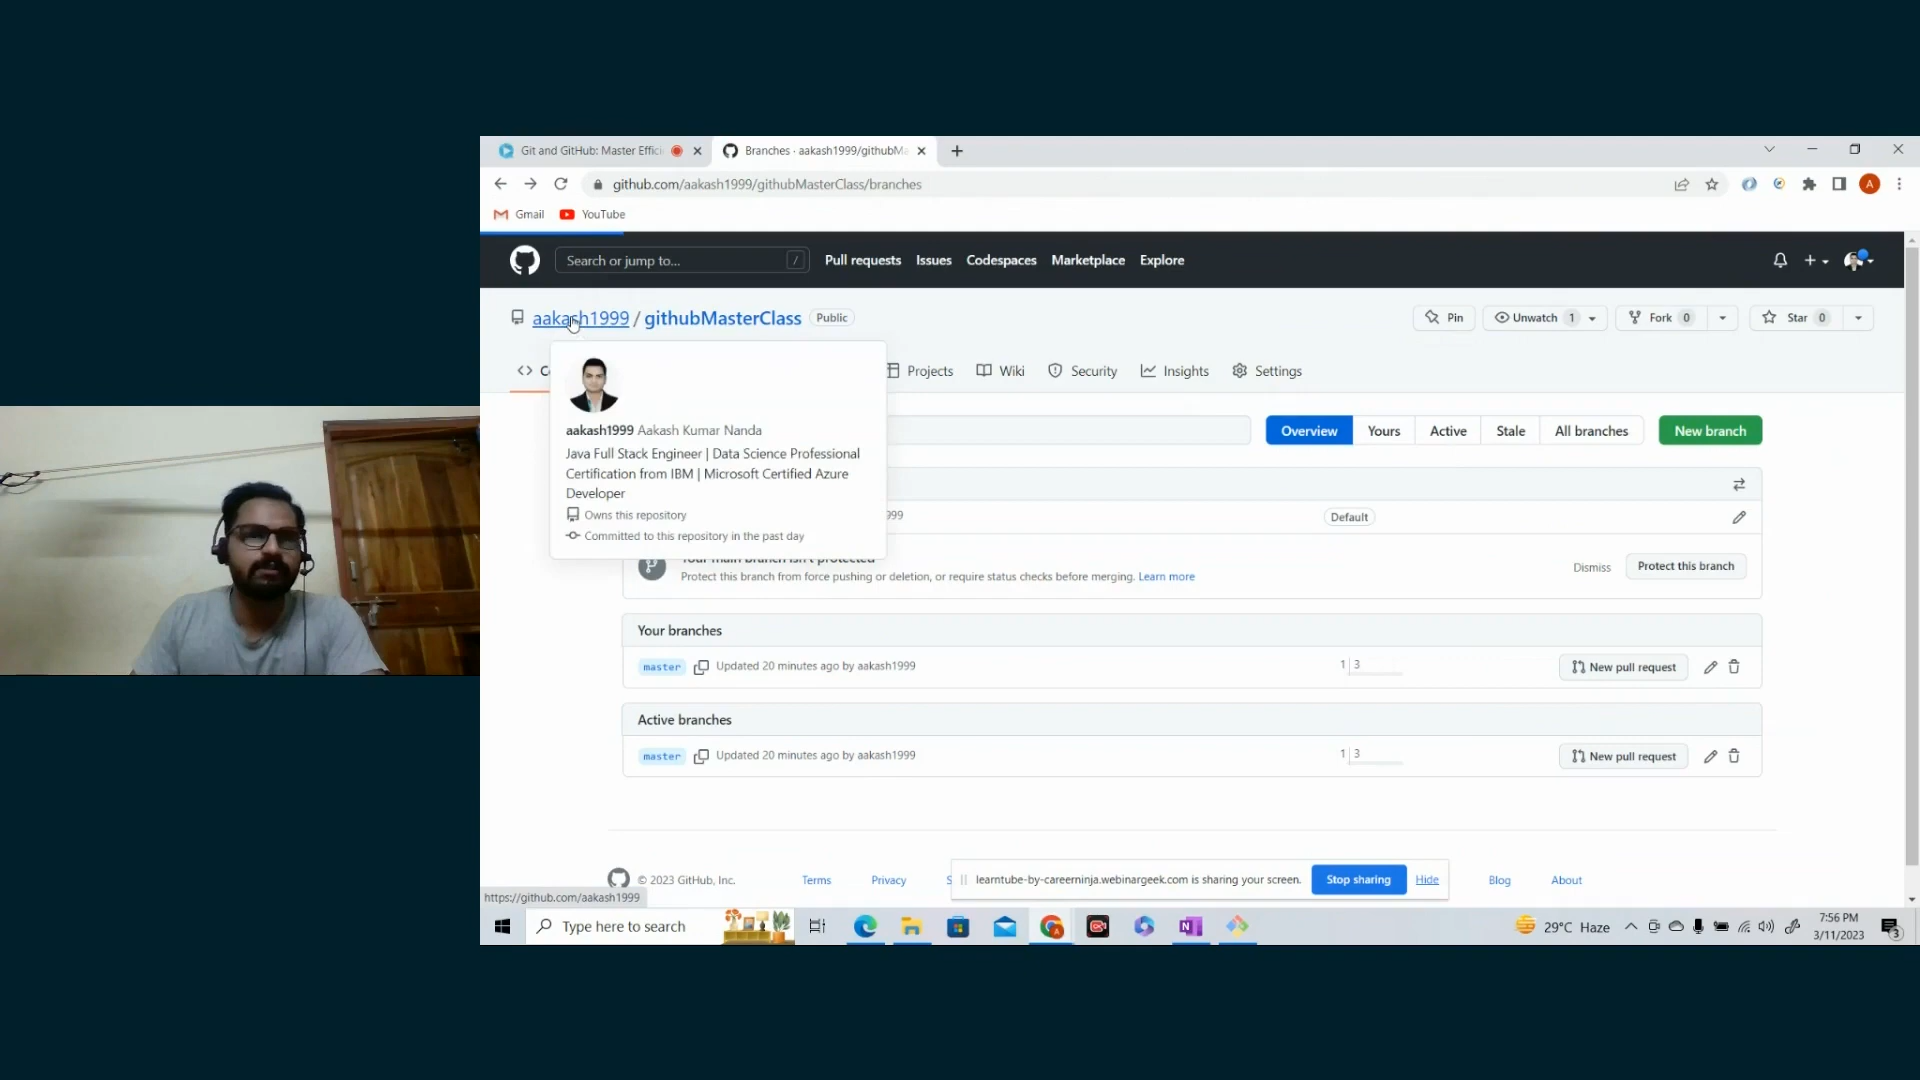 Git and GitHub: Master Effici
Branches · aakash1999/githubMa
github.com/aakash1999/githubMasterClass/branches
A
Gmail
YouTube
Search or jump to...
/
Pull requests
Issues
Codespaces
Marketplace
Explore
aakash1999 / githubMasterClass
Public
Pin
Unwatch 1
Fork 0
Star 0
Projects
Wiki
Security
Insights
Settings
aakash1999 Aakash Kumar Nanda
Java Full Stack Engineer | Data Science Professional
Certification from IBM | Microsoft Certified Azure
Developer
Owns this repository
Committed to this repository in the past day
Overview
Yours
Active
Stale
All branches
New branch
999
Default
Your main branch isn't protected
Protect this branch from force pushing or deletion, or require status checks before merging. Learn more
Dismiss
Protect this branch
Your branches
master
Updated 20 minutes ago by aakash1999
1 | 3
New pull request
Active branches
master
Updated 20 minutes ago by aakash1999
1 | 3
New pull request
© 2023 GitHub, Inc.
Terms
Privacy
S
learntube-by-careerninja.webinargeek.com is sharing your screen.
Stop sharing
Hide
Blog
About
https://github.com/aakash1999
Type here to search
29°C Haze
7:56 PM
3/11/2023
3